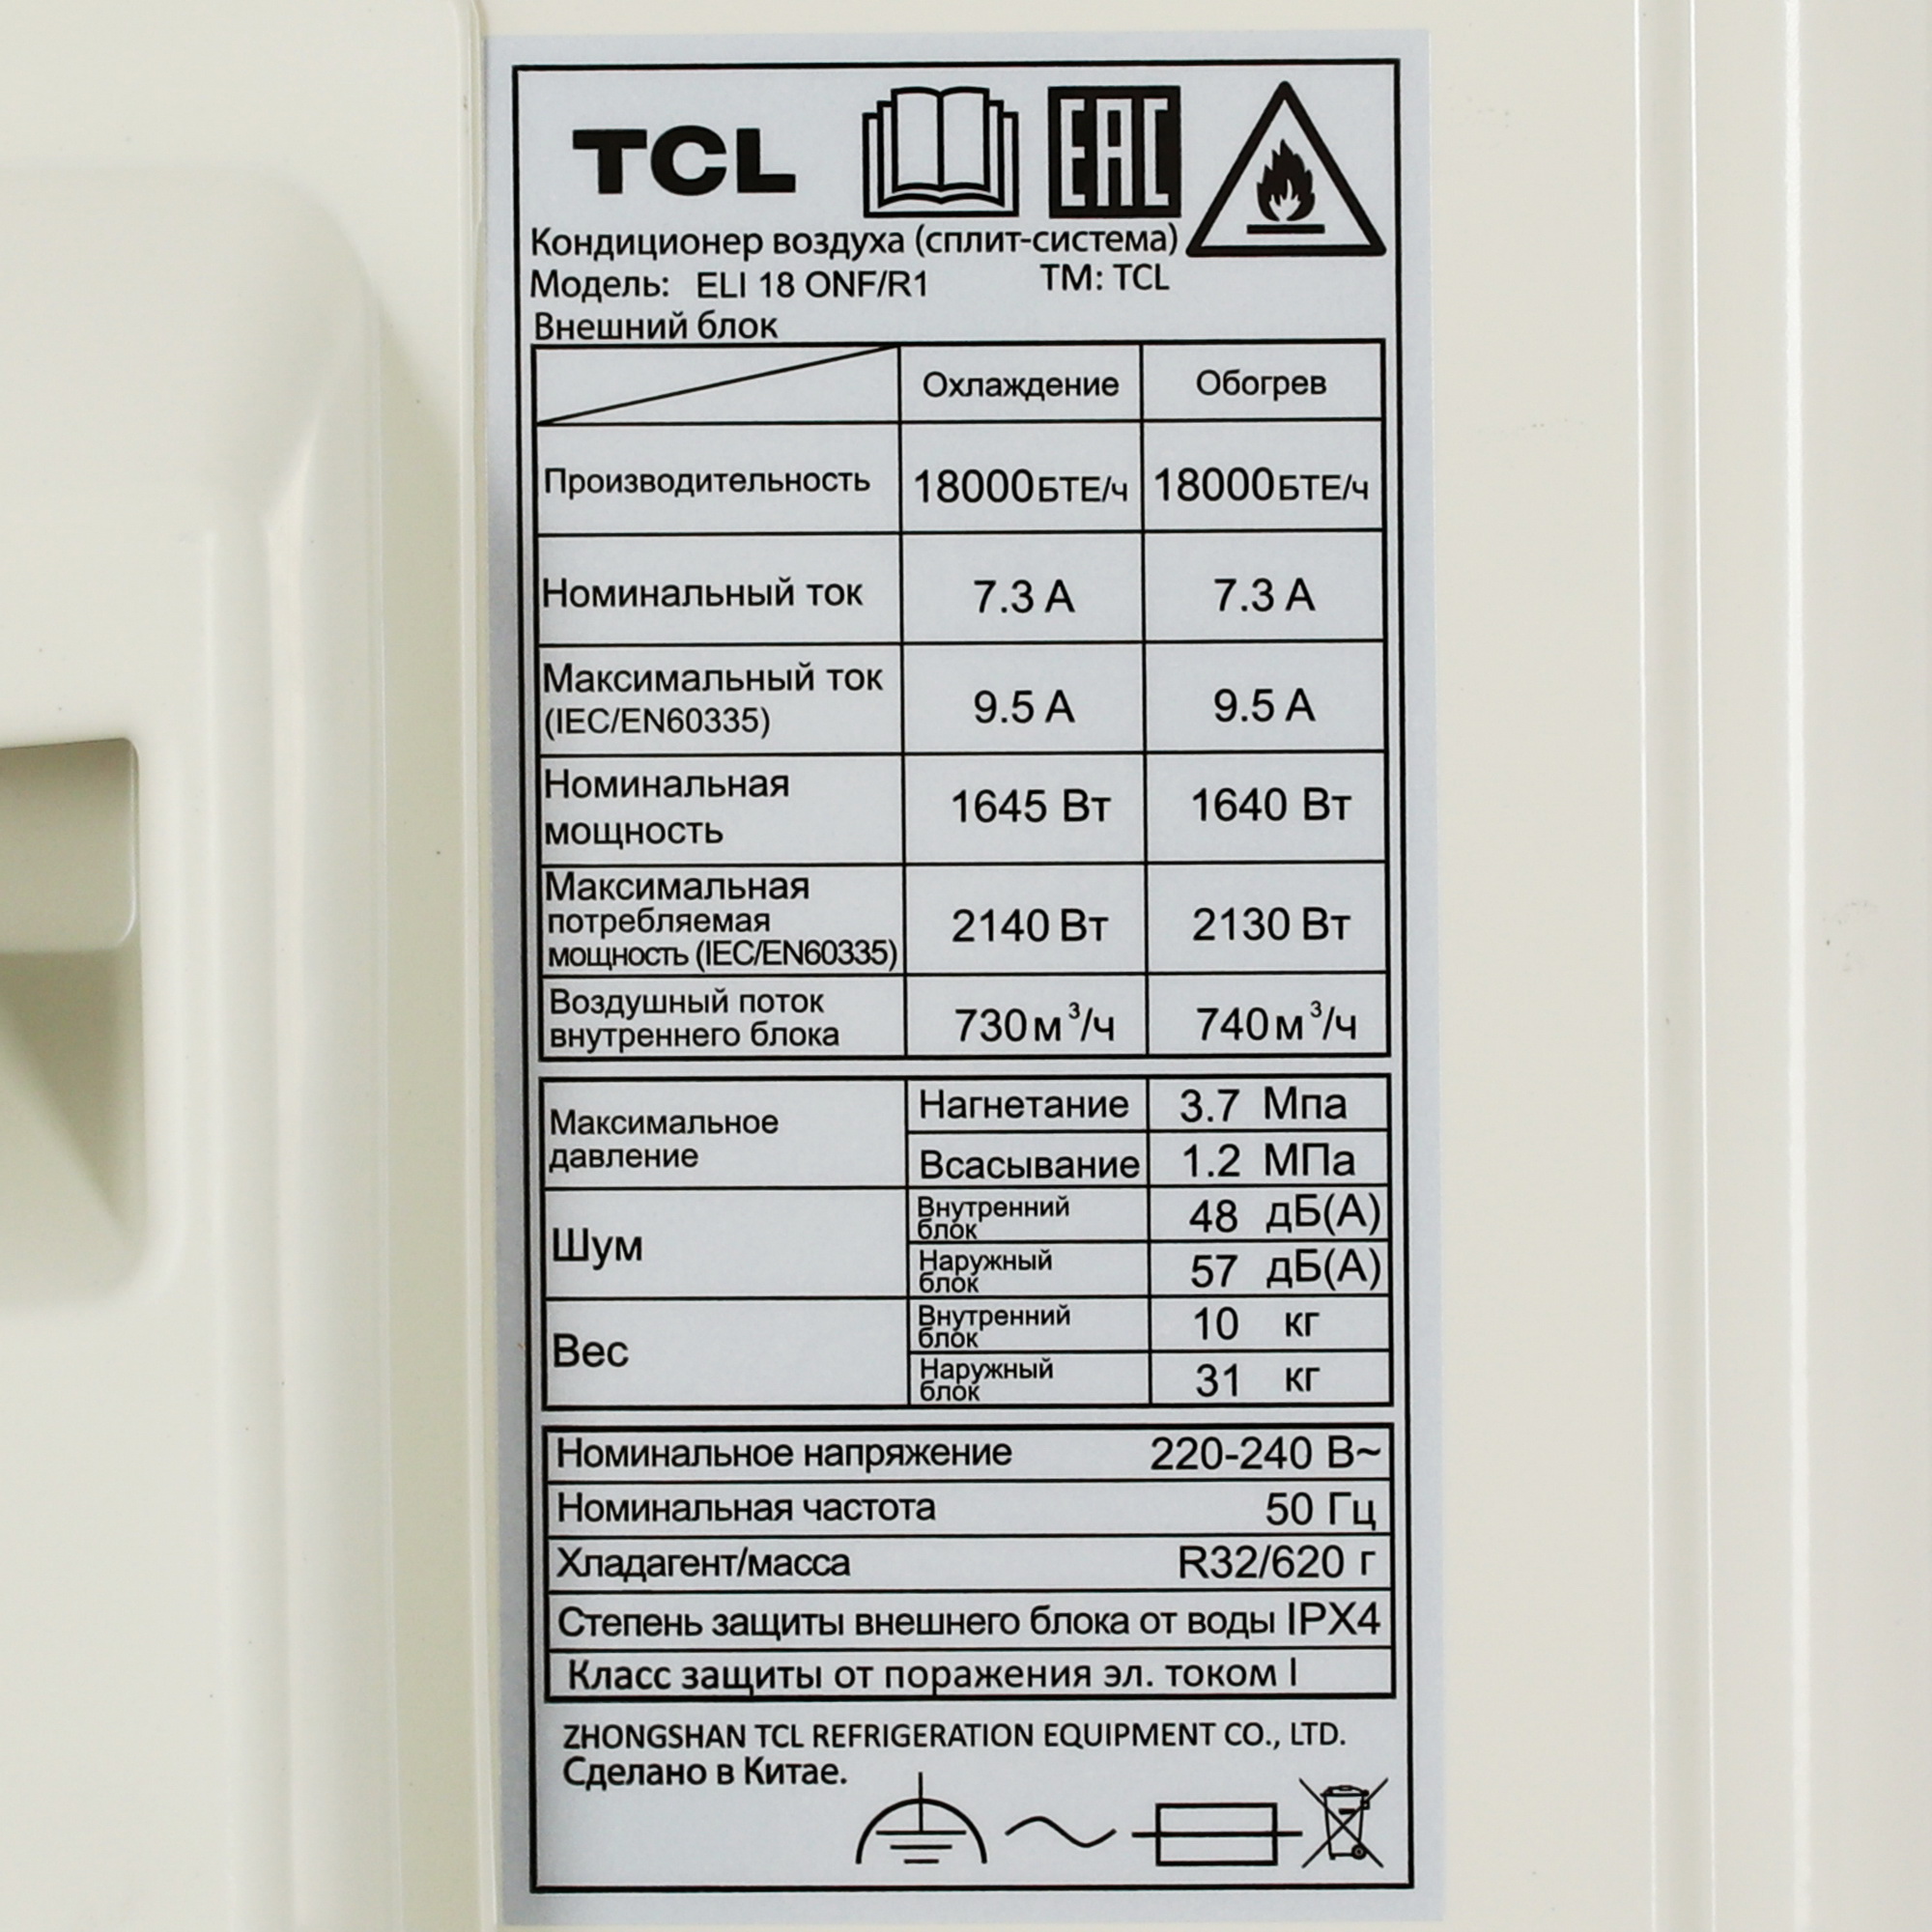 TCL EAC
Кондиционер воздуха (сплит-система)
Модель: ELI 18 ONF/R1 ТМ: TCL
Внешний блок
Охлаждение Обогрев
Производительность 18000БТЕ/ч 18000БТЕ/ч
Номинальный ток 7.3 А 7.3 А
Максимальный ток
(IEC/EN60335) 9.5 А 9.5 А
Номинальная
мощность 1645 Вт 1640 Вт
Максимальная
потребляемая 2140 Вт 2130 Вт
мощность (IEC/EN60335)
Воздушный поток
внутреннего блока 730 м³/ч 740 м³/ч
Максимальное
давление
Нагнетание 3.7 Мпа
Всасывание 1.2 МПа
Шум
Внутренний
блок 48 дБ(А)
Наружный
блок 57 дБ(А)
Вес
Внутренний
блок 10 кг
Наружный
блок 31 кг
Номинальное напряжение 220-240 В~
Номинальная частота 50 Гц
Хладагент/масса R32/620 г
Степень защиты внешнего блока от воды IPX4
Класс защиты от поражения эл. током I
ZHONGSHAN TCL REFRIGERATION EQUIPMENT CO., LTD.
Сделано в Китае.